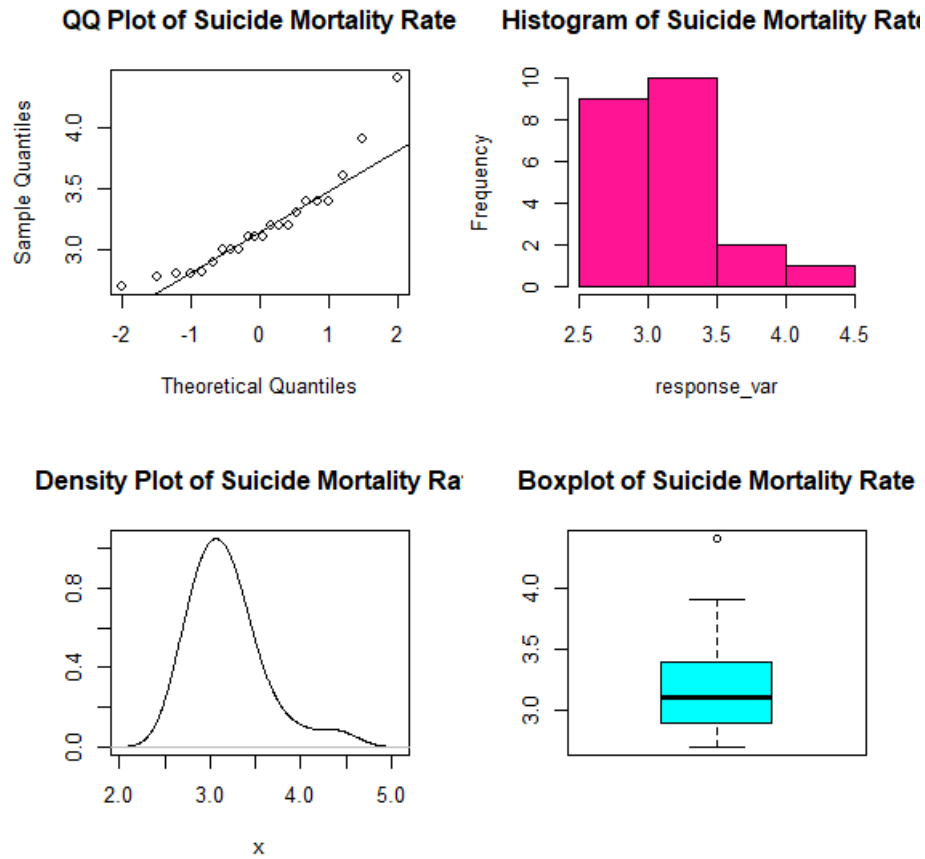 QQ Plot of Suicide Mortality Rate
Sample Quantiles
4.0
3.5
3.0
-2 -1 0 1 2
Theoretical Quantiles
Histogram of Suicide Mortality Rat
Frequency
10
8
6
4
2
0
2.5 3.0 3.5 4.0 4.5
response_var
Density Plot of Suicide Mortality Ra
0.8
0.4
0.0
2.0 3.0 4.0 5.0
x
Boxplot of Suicide Mortality Rate
4.0
3.5
3.0